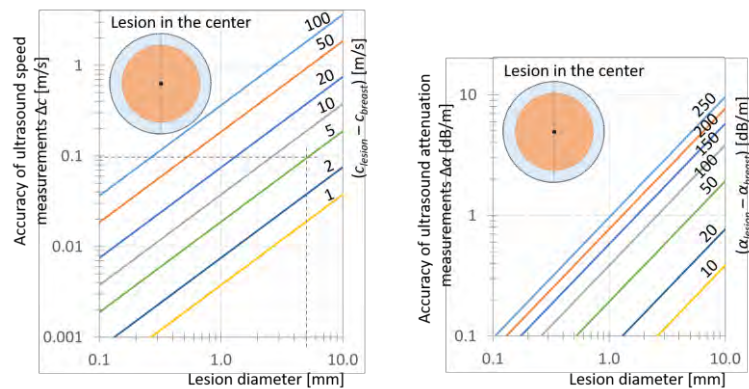 Lesion in the center
Accuracy of ultrasound speed
measurements Δc [m/s]
1
0.1
0.01
0.001
100
50
20
10
5
2
1
(c_lesion − c_breast) [m/s]
0.1
1.0
10.0
Lesion diameter [mm]
Lesion in the center
Accuracy of ultrasound attenuation
measurements Δα [dB/m]
10
1
0.1
250
200
150
100
50
20
10
(α_lesion − α_breast) [dB/m]
0.1
1.0
10.0
Lesion diameter [mm]